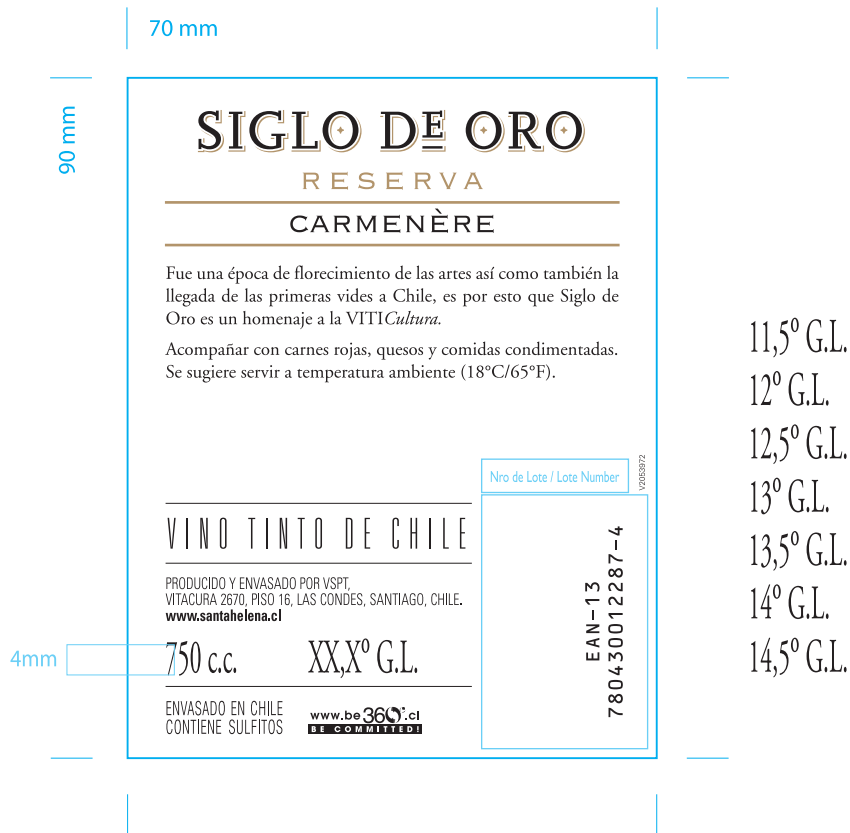 70 mm
90 mm
SIGLO DE ORO
RESERVA
CARMENÈRE
Fue una época de florecimiento de las artes así como también la
llegada de las primeras vides a Chile, es por esto que Siglo de
Oro es un homenaje a la VITICultura.
Acompañar con carnes rojas, quesos y comidas condimentadas.
Se sugiere servir a temperatura ambiente (18°C/65°F).
Nro de Lote / Lote Number
V2053972
VINO TINTO DE CHILE
PRODUCIDO Y ENVASADO POR VSPT,
VITACURA 2670, PISO 16, LAS CONDES, SANTIAGO, CHILE.
www.santahelena.cl
4mm
750 c.c. XX,Xº G.L.
ENVASADO EN CHILE
CONTIENE SULFITOS
www.be360°.cl
BE COMMITTED!
EAN-13
780430012287-4
11,5º G.L.
12º G.L.
12,5º G.L.
13º G.L.
13,5º G.L.
14º G.L.
14,5º G.L.